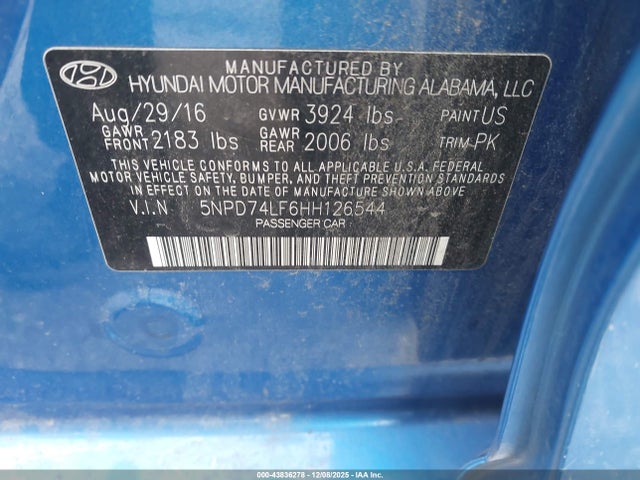 MANUFACTURED BY
HYUNDAI MOTOR MANUFACTURING ALABAMA, LLC
Aug/29/16 GVWR 3924 lbs PAINT US
GAWR FRONT 2183 lbs GAWR REAR 2006 lbs TRIM PK
THIS VEHICLE CONFORMS TO ALL APPLICABLE U.S.A. FEDERAL
MOTOR VEHICLE SAFETY, BUMPER, AND THEFT PREVENTION
STANDARDS IN EFFECT ON THE DATE OF MANUFACTURE SHOWN ABOVE.
V.I.N 5NPD74LF6HH126544
PASSENGER CAR
000-43836278 - 12/08/2025 - COPART